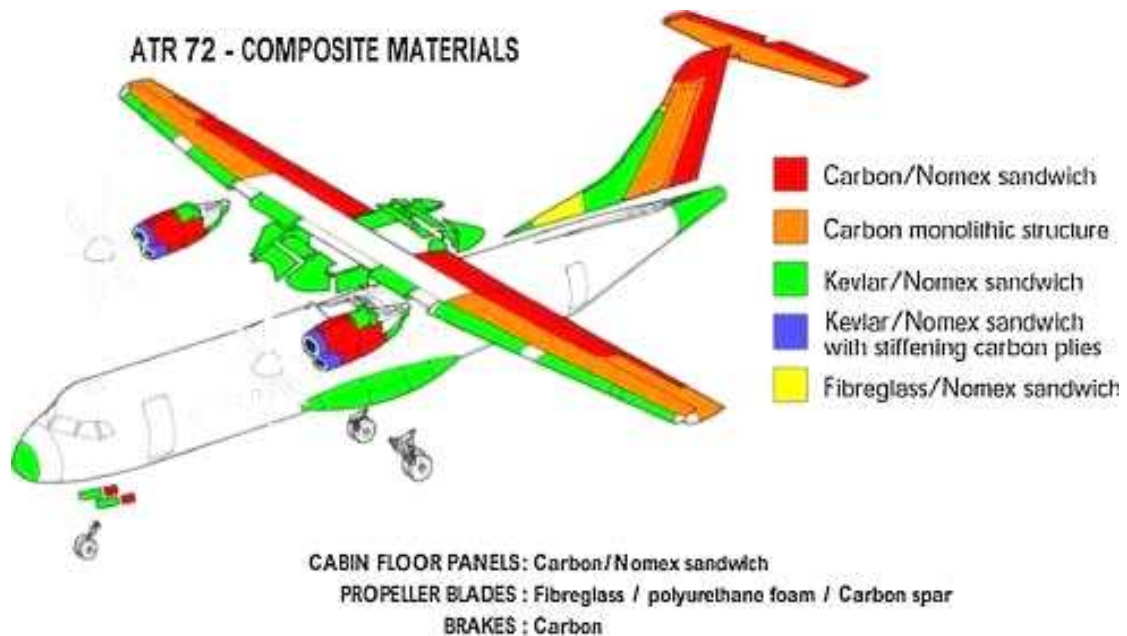 ATR 72 - COMPOSITE MATERIALS
Carbon/Nomex sandwich
Carbon monolithic structure
Kevlar/Nomex sandwich
Kevlar/Nomex sandwich
with stiffening carbon plies
Fibreglass/Nomex sandwich
CABIN FLOOR PANELS: Carbon/Nomex sandwich
PROPELLER BLADES : Fibreglass / polyurethane foam / Carbon spar
BRAKES : Carbon